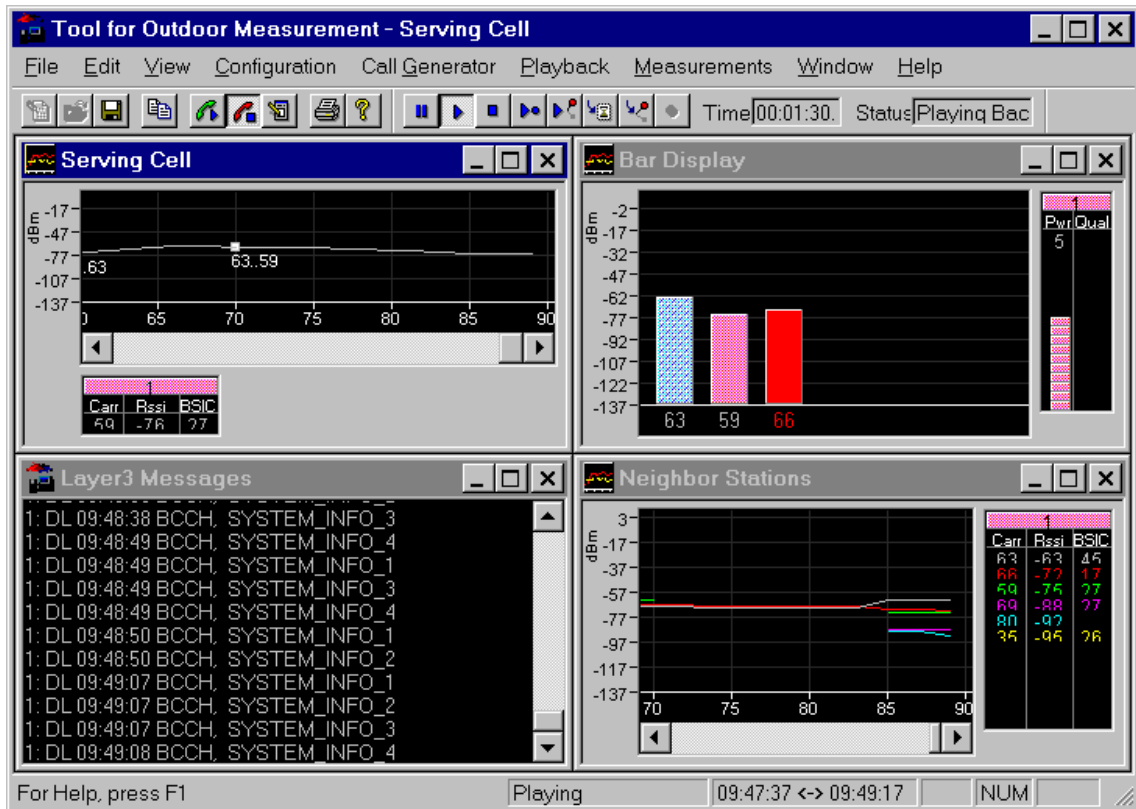 Tool for Outdoor Measurement - Serving Cell
File Edit View Configuration Call Generator Playback Measurements Window Help
Time 00:01:30. Status Playing Bac
Serving Cell
dBm
-17
-47
-77
-107
-137
.63
63..59
65 70 75 80 85 90
1
Carr Rssi BSIC
59 -76 27
Bar Display
dBm
-2
-17
-32
-47
-62
-77
-92
-107
-122
-137
63 59 66
1
Pwr Qual
5
Layer3 Messages
1: DL 09:48:38 BCCH, SYSTEM_INFO_3
1: DL 09:48:49 BCCH, SYSTEM_INFO_4
1: DL 09:48:49 BCCH, SYSTEM_INFO_1
1: DL 09:48:49 BCCH, SYSTEM_INFO_3
1: DL 09:48:49 BCCH, SYSTEM_INFO_4
1: DL 09:48:50 BCCH, SYSTEM_INFO_1
1: DL 09:48:50 BCCH, SYSTEM_INFO_2
1: DL 09:49:07 BCCH, SYSTEM_INFO_1
1: DL 09:49:07 BCCH, SYSTEM_INFO_2
1: DL 09:49:07 BCCH, SYSTEM_INFO_3
1: DL 09:49:08 BCCH, SYSTEM_INFO_4
Neighbor Stations
dBm
3
-17
-37
-57
-77
-97
-117
-137
70 75 80 85 90
1
Carr Rssi BSIC
63 -63 45
66 -72 17
59 -75 27
69 -88 27
80 -92
35 -95 26
For Help, press F1
Playing
09:47:37 <-> 09:49:17
NUM